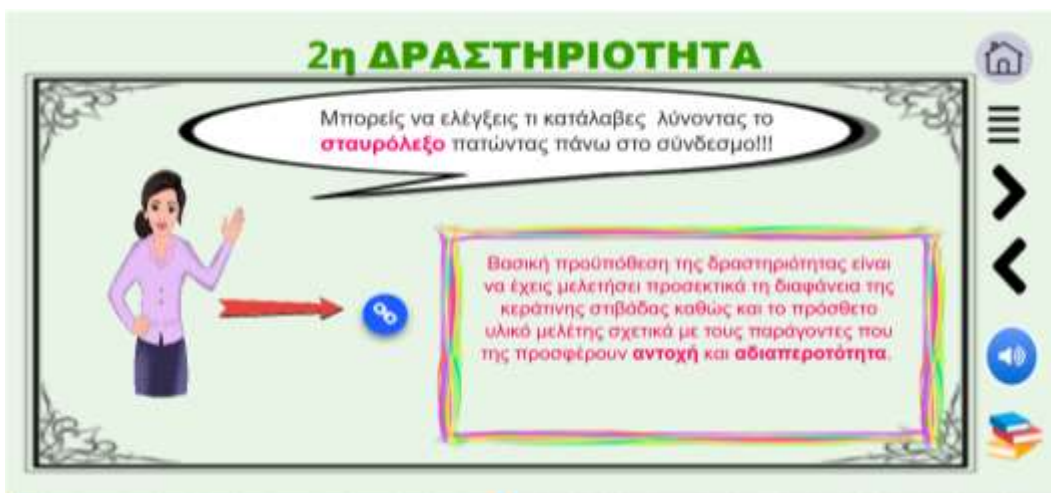 2η ΔΡΑΣΤΗΡΙΟΤΗΤΑ
Μπορείς να ελέγξεις τι κατάλαβες λύνοντας το
σταυρόλεξο πατώντας πάνω στο σύνδεσμο!!!
Βασική προϋπόθεση της δραστηριότητας είναι
να έχεις μελετήσει προσεκτικά τη διαφάνεια της
κεράτινης στιβάδας καθώς και το πρόσθετο
υλικό μελέτης σχετικά με τους παράγοντες που
της προσφέρουν αντοχή και αδιαπεροτότητα.